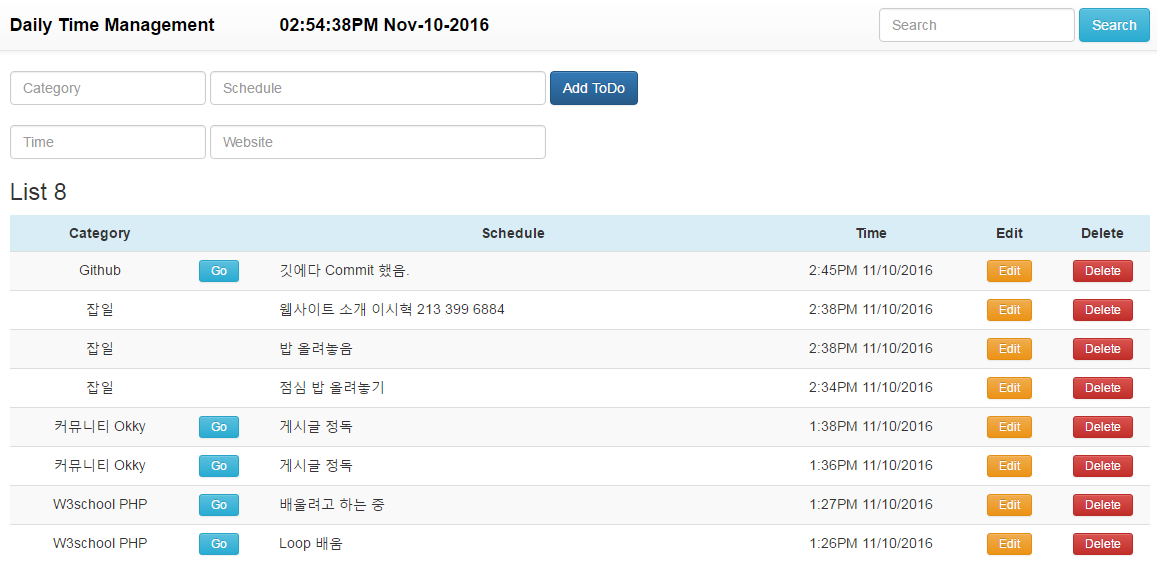 Daily Time Management 02:54:38PM Nov-10-2016 Search Search
Category Schedule Add ToDo
Time Website
List 8
Category Schedule Time Edit Delete
Github Go 깃에다 Commit 했음. 2:45PM 11/10/2016 Edit Delete
잡일 웹사이트 소개 이시혁 213 399 6884 2:38PM 11/10/2016 Edit Delete
잡일 밥 올려놓음 2:38PM 11/10/2016 Edit Delete
잡일 점심 밥 올려놓기 2:34PM 11/10/2016 Edit Delete
커뮤니티 Okky Go 게시글 정독 1:38PM 11/10/2016 Edit Delete
커뮤니티 Okky Go 게시글 정독 1:36PM 11/10/2016 Edit Delete
W3school PHP Go 배울려고 하는 중 1:27PM 11/10/2016 Edit Delete
W3school PHP Go Loop 배움 1:26PM 11/10/2016 Edit Delete